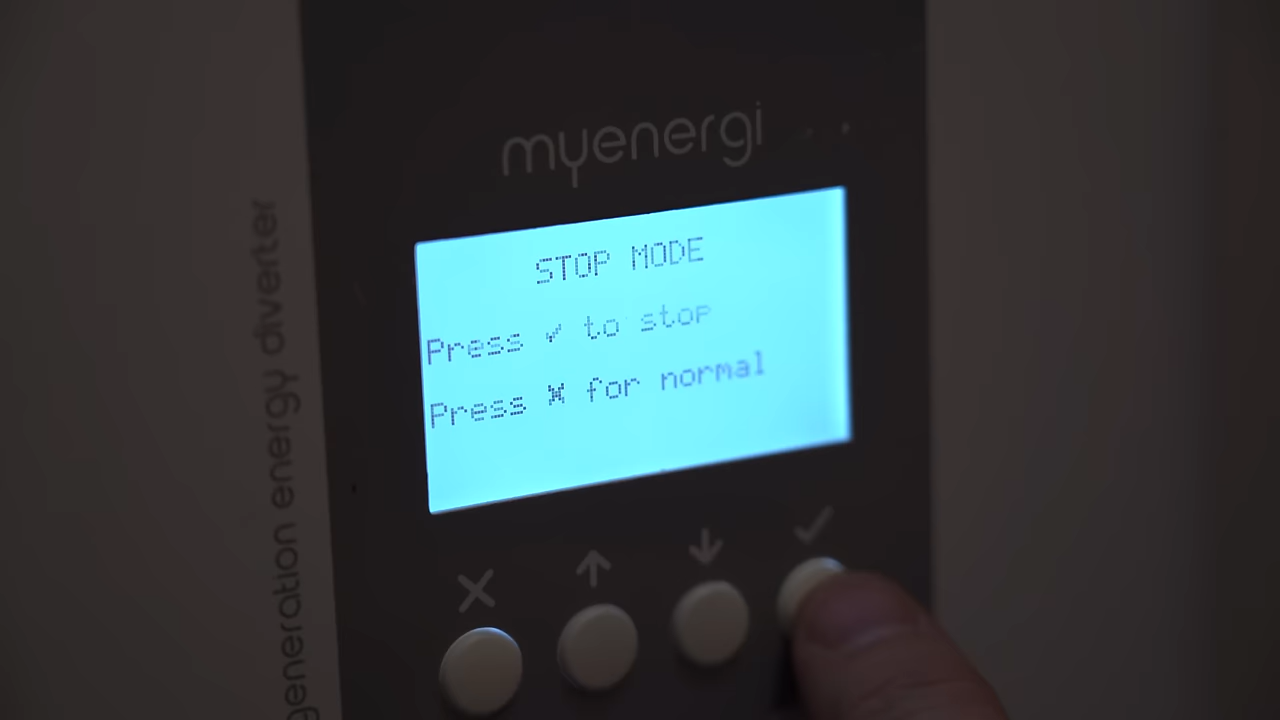 myenergi
STOP MODE
Press ✓ to stop
Press ✗ for normal
generation energy diverter